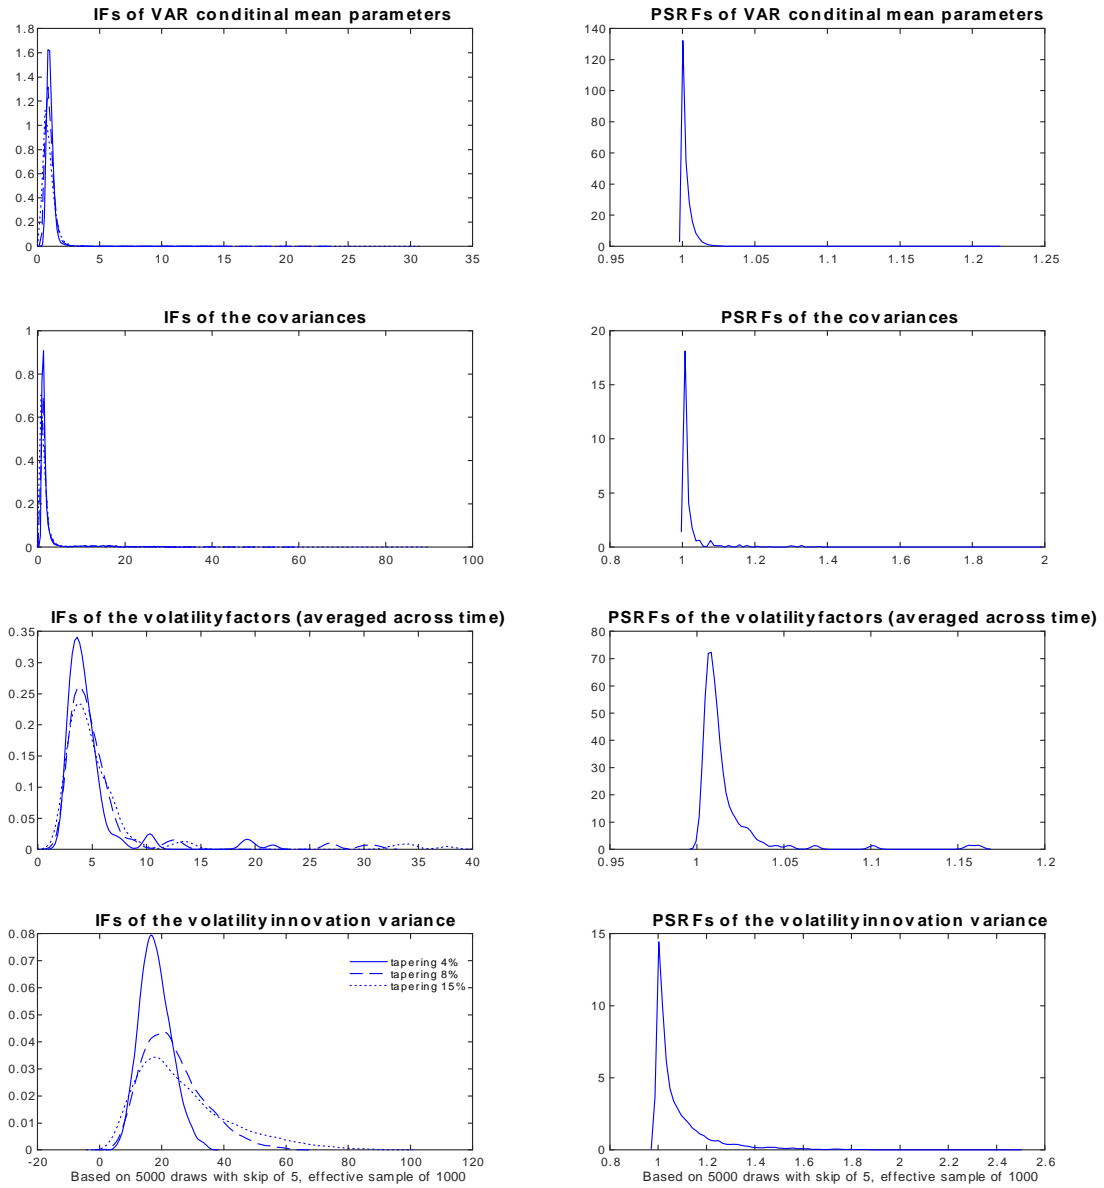 IFs of VAR conditinal mean parameters
1.8
1.6
1.4
1.2
1
0.8
0.6
0.4
0.2
0
0 5 10 15 20 25 30 35
PSRFs of VAR conditinal mean parameters
140
120
100
80
60
40
20
0
0.95 1 1.05 1.1 1.15 1.2 1.25
IFs of the covariances
1
0.8
0.6
0.4
0.2
0
0 20 40 60 80 100
PSRFs of the covariances
20
15
10
5
0
0.8 1 1.2 1.4 1.6 1.8 2
IFs of the volatility factors (averaged across time)
0.35
0.3
0.25
0.2
0.15
0.1
0.05
0
0 5 10 15 20 25 30 35 40
PSRFs of the volatility factors (averaged across time)
80
70
60
50
40
30
20
10
0
0.95 1 1.05 1.1 1.15 1.2
IFs of the volatility innovation variance
0.08
0.07
0.06
0.05
0.04
0.03
0.02
0.01
0
tapering 4%
tapering 8%
tapering 15%
-20 0 20 40 60 80 100 120
Based on 5000 draws with skip of 5, effective sample of 1000
PSRFs of the volatility innovation variance
15
10
5
0
0.8 1 1.2 1.4 1.6 1.8 2 2.2 2.4 2.6
Based on 5000 draws with skip of 5, effective sample of 1000